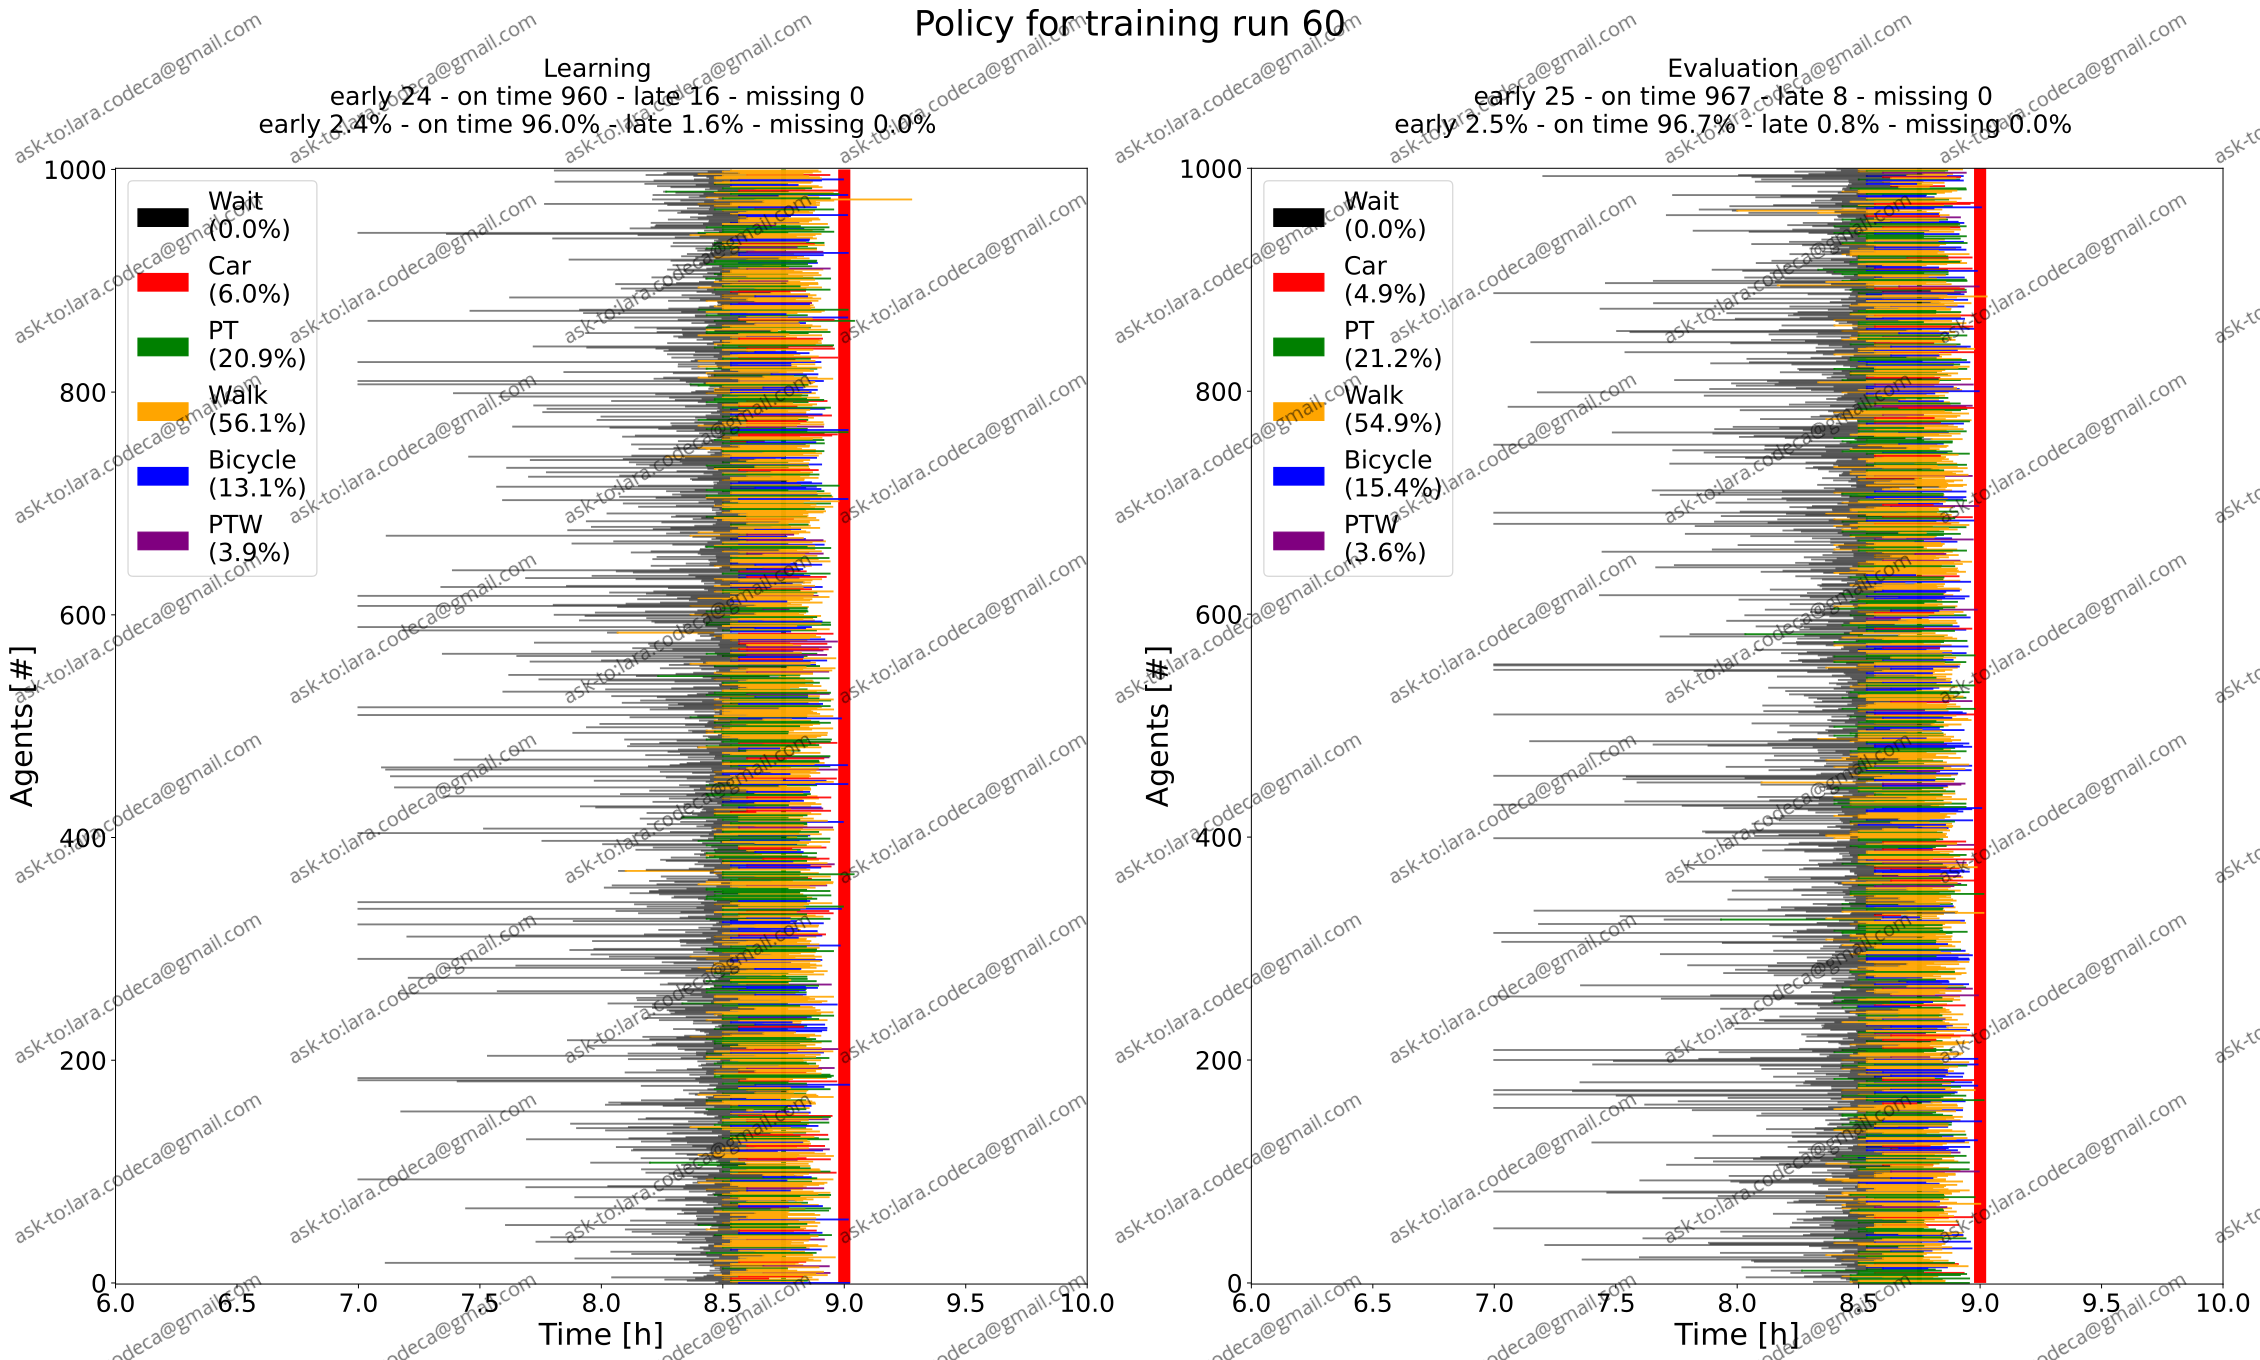 Policy for training run 60
Learning
early 24 - on time 960 - late 16 - missing 0
early 2.4% - on time 96.0% - late 1.6% - missing 0.0%
Agents [#]
1000
800
600
400
200
0
Wait
(0.0%)
Car
(6.0%)
PT
(20.9%)
Walk
(56.1%)
Bicycle
(13.1%)
PTW
(3.9%)
6.0 6.5 7.0 7.5 8.0 8.5 9.0 9.5 10.0
Time [h]
Evaluation
early 25 - on time 967 - late 8 - missing 0
early 2.5% - on time 96.7% - late 0.8% - missing 0.0%
Agents [#]
1000
800
600
400
200
0
Wait
(0.0%)
Car
(4.9%)
PT
(21.2%)
Walk
(54.9%)
Bicycle
(15.4%)
PTW
(3.6%)
6.0 6.5 7.0 7.5 8.0 8.5 9.0 9.5 10.0
Time [h]
ask-to:lara.codeca@gmail.com